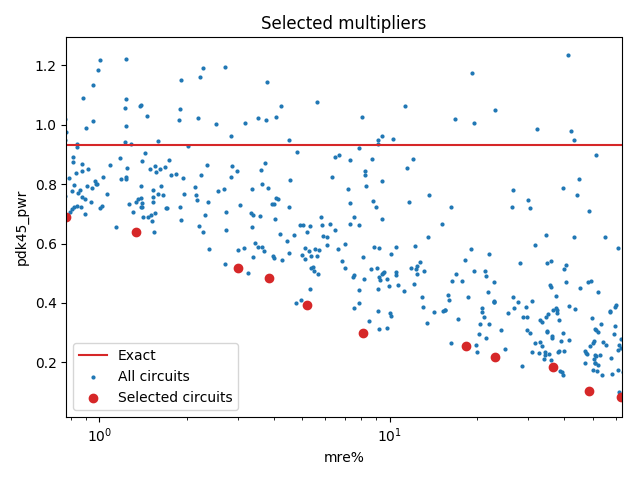 Selected multipliers
pdk45_pwr
1.2
1.0
0.8
0.6
0.4
0.2
Exact
All circuits
Selected circuits
10⁰
10¹
mre%